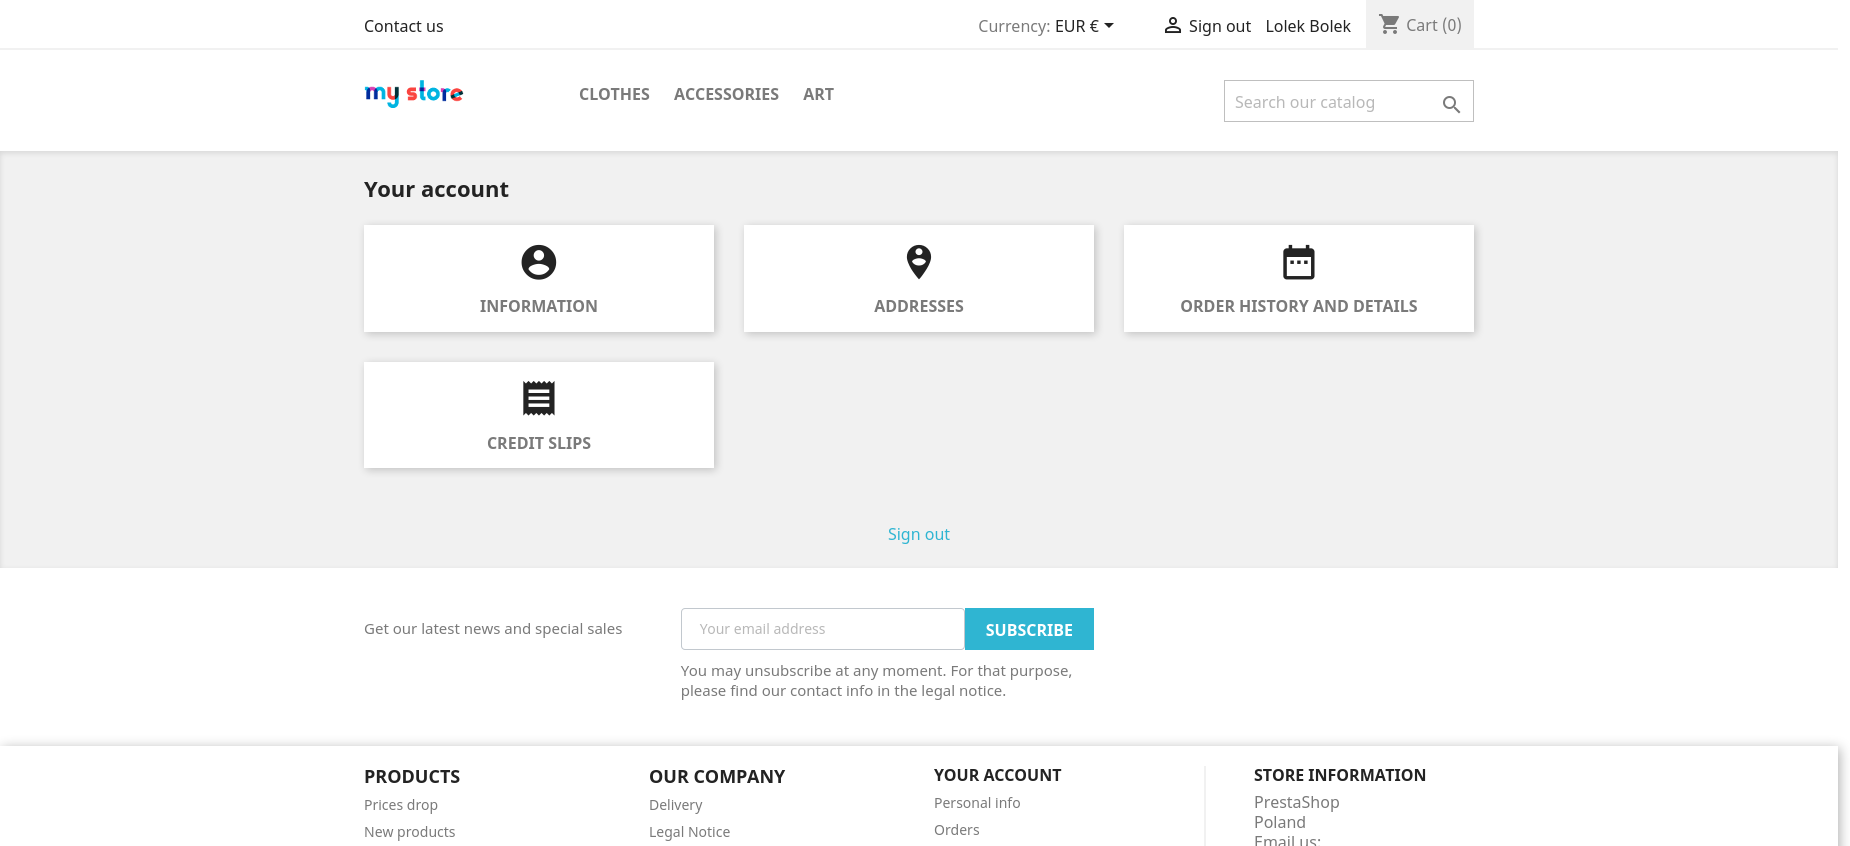 Contact us
Currency: EUR €
Sign out
Lolek Bolek
Cart (0)
my store
CLOTHES
ACCESSORIES
ART
Search our catalog
Your account
INFORMATION
ADDRESSES
ORDER HISTORY AND DETAILS
CREDIT SLIPS
Sign out
Get our latest news and special sales
Your email address
SUBSCRIBE
You may unsubscribe at any moment. For that purpose,
please find our contact info in the legal notice.
PRODUCTS
Prices drop
New products
OUR COMPANY
Delivery
Legal Notice
YOUR ACCOUNT
Personal info
Orders
STORE INFORMATION
PrestaShop
Poland
Email us: